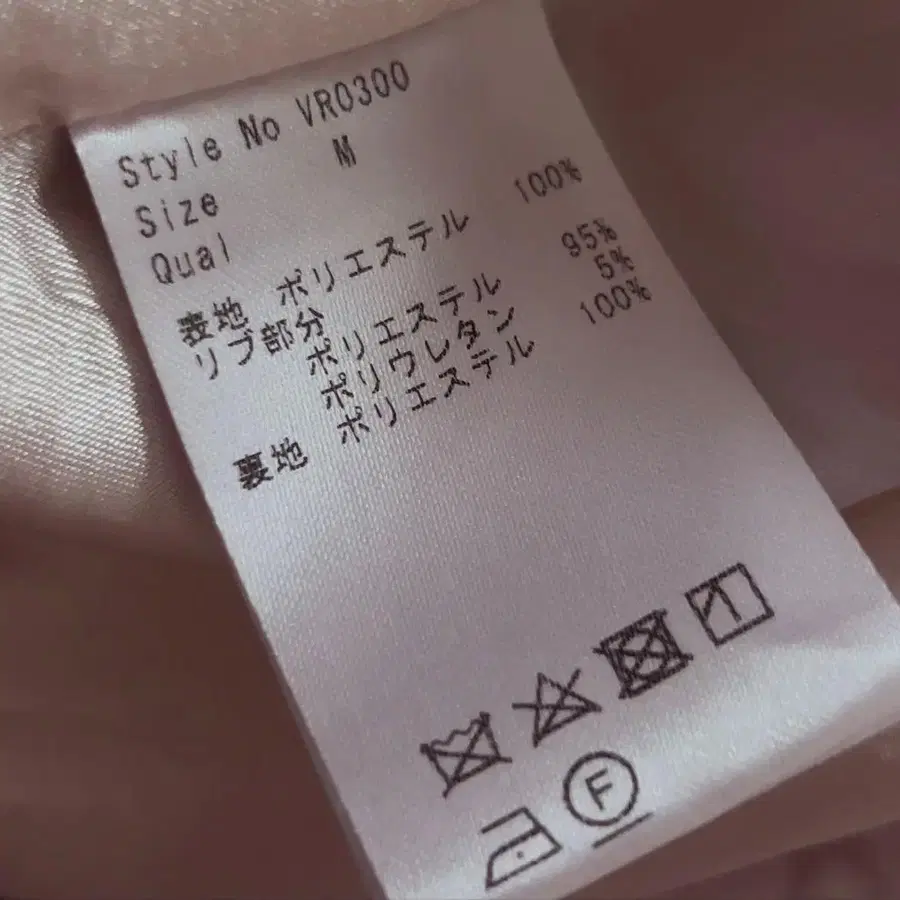 Style No VR0300
Size M
Qual
表地 ポリエステル 100%
リブ部分
ポリエステル 95%
ポリウレタン 5%
裏地 ポリエステル 100%
F